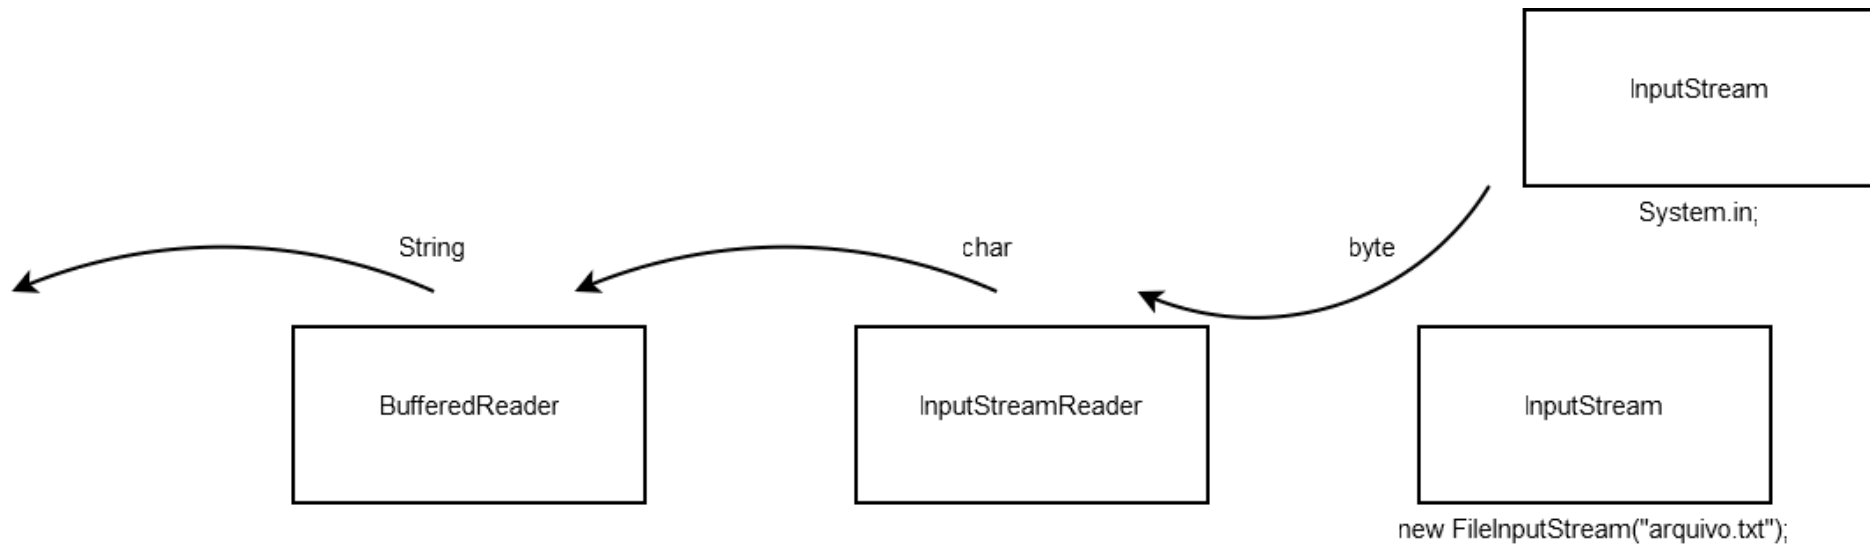 InputStream
System.in;
String
char
byte
BufferedReader
InputStreamReader
InputStream
new FileInputStream("arquivo.txt");